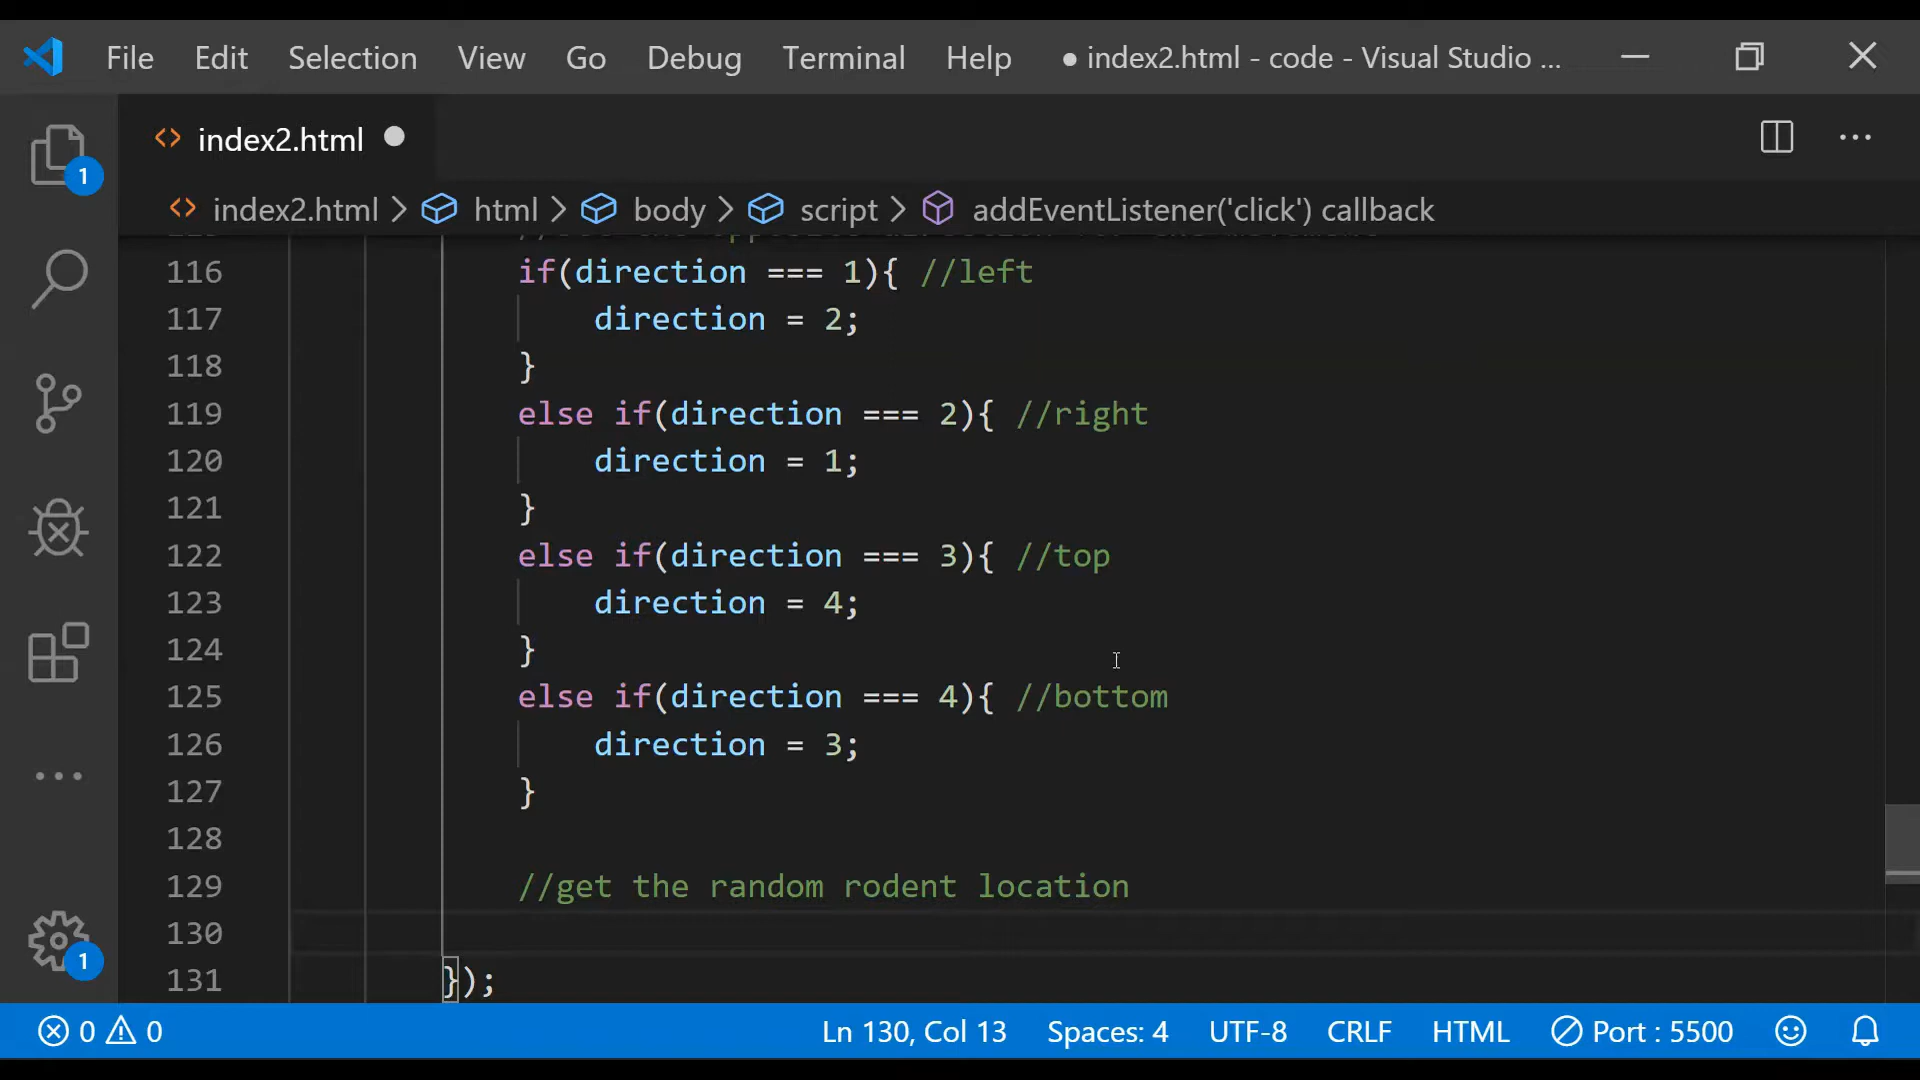 File Edit Selection View Go Debug Terminal Help ● index2.html - code - Visual Studio ...
index2.html
index2.html > html > body > script > addEventListener('click') callback
116 if(direction === 1){ //left
117 direction = 2;
118 }
119 else if(direction === 2){ //right
120 direction = 1;
121 }
122 else if(direction === 3){ //top
123 direction = 4;
124 }
125 else if(direction === 4){ //bottom
126 direction = 3;
127 }
128
129 //get the random rodent location
130
131 });
1
1
0 0 Ln 130, Col 13 Spaces: 4 UTF-8 CRLF HTML Port : 5500